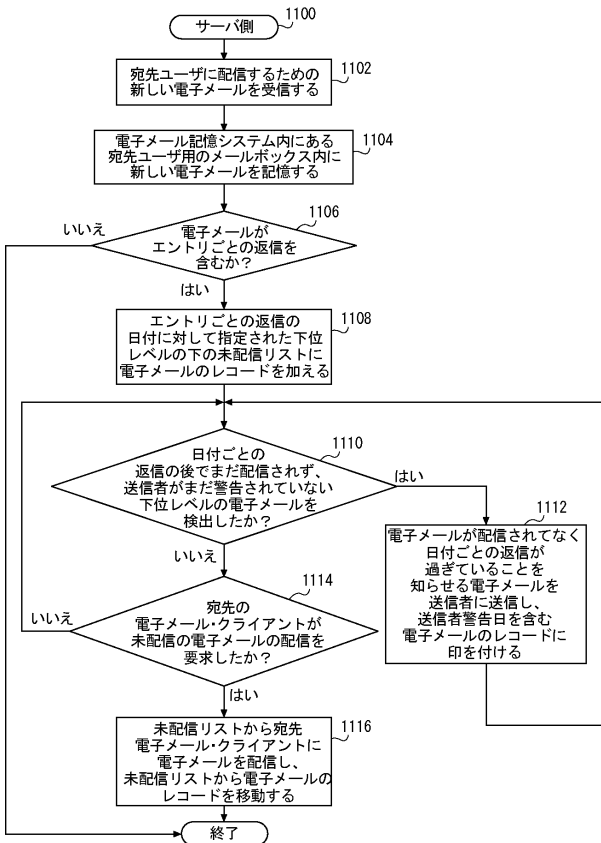 サーバ側
1100
宛先ユーザに配信するための
新しい電子メールを受信する
1102
電子メール記憶システム内にある
宛先ユーザ用のメールボックス内に
新しい電子メールを記憶する
1104
電子メールが
エントリごとの返信を
含むか?
1106
いいえ
はい
エントリごとの返信の
日付に対して指定された下位
レベルの下の未配信リストに
電子メールのレコードを加える
1108
日付ごとの
返信の後でまだ配信されず、
送信者がまだ警告されていない
下位レベルの電子メールを
検出したか?
1110
はい
いいえ
電子メールが配信されてなく
日付ごとの返信が
過ぎていることを
知らせる電子メールを
送信者に送信し、
送信者警告日を含む
電子メールのレコードに
印を付ける
1112
宛先の
電子メール・クライアントが
未配信の電子メールの配信を
要求したか?
1114
いいえ
はい
未配信リストから宛先
電子メール・クライアントに
電子メールを配信し、
未配信リストから電子メールの
レコードを移動する
1116
終了